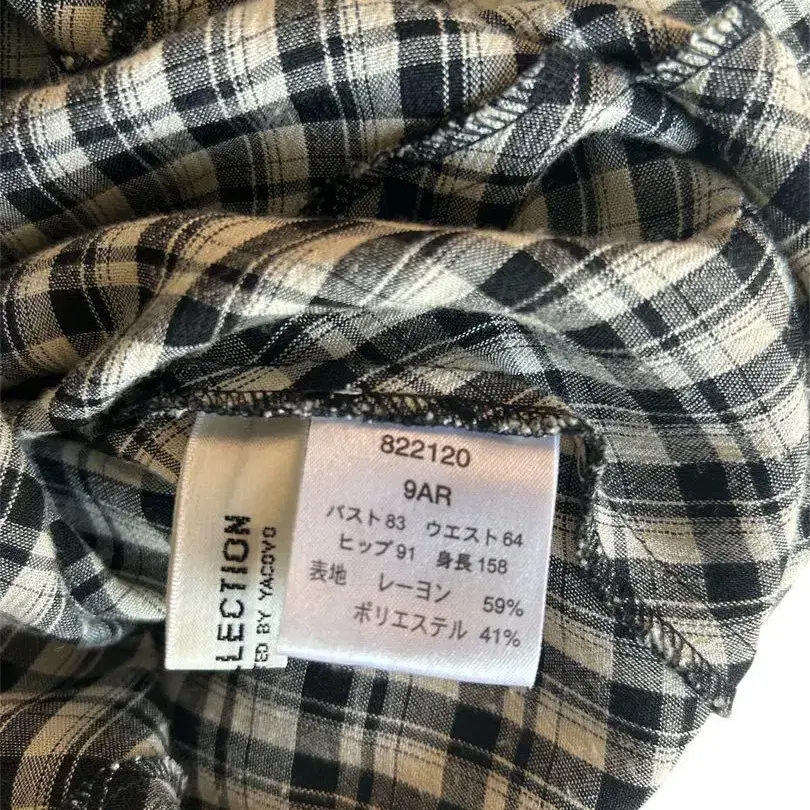 822120
9AR
バスト83 ウエスト64
ヒップ91 身長158
表地 レーヨン 59%
ポリエステル 41%
LECTION
TED BY YACOVO